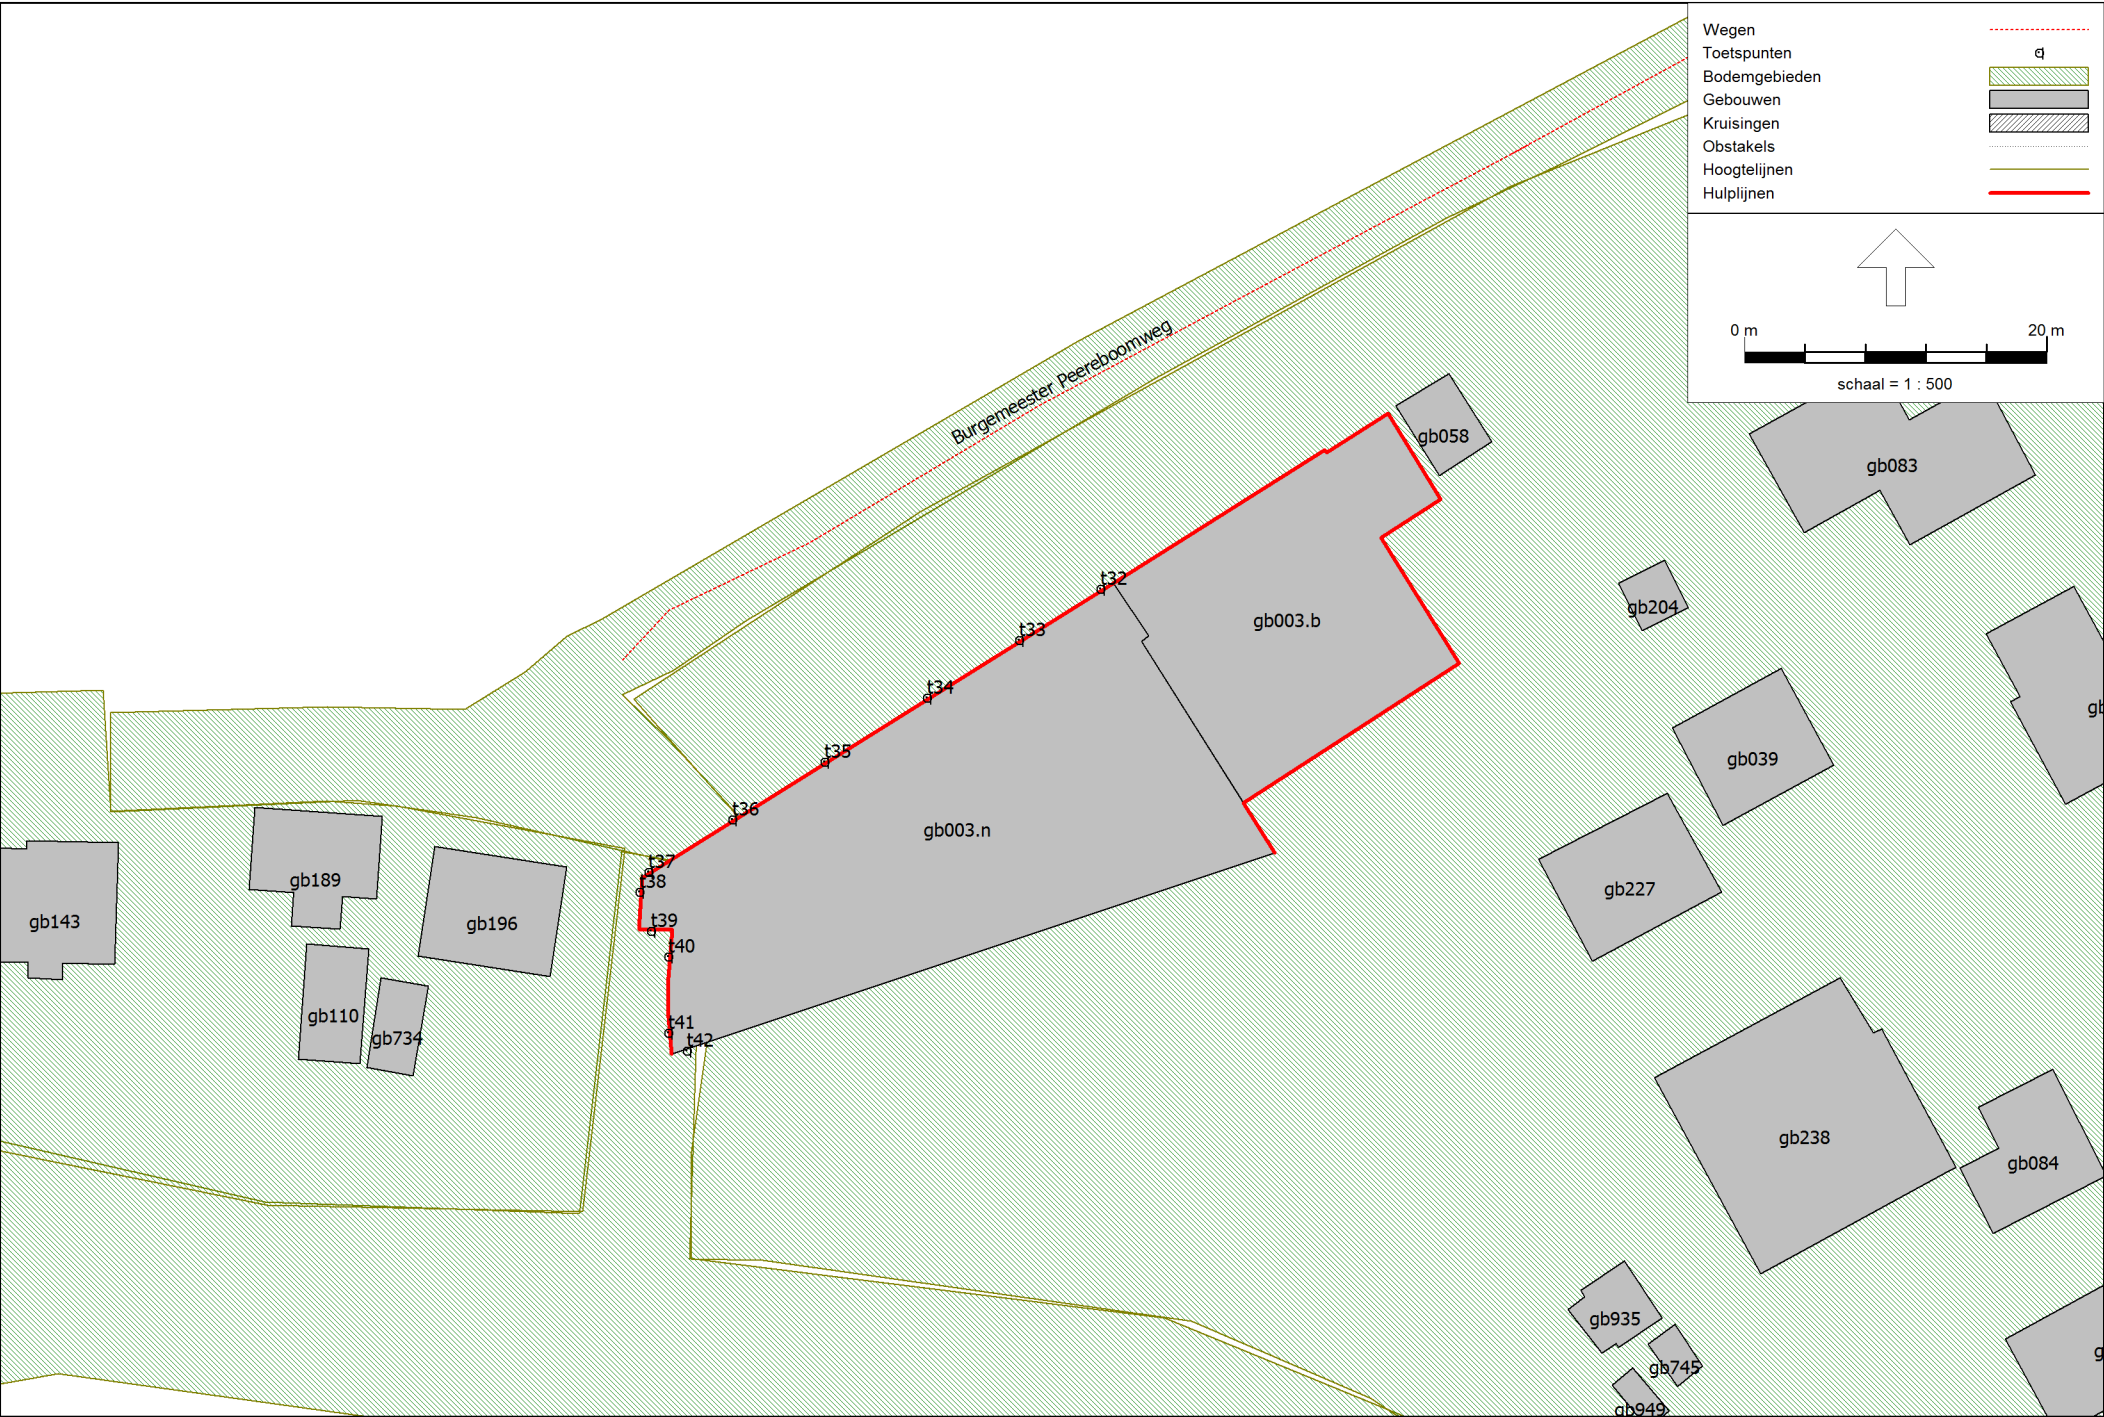 Wegen
Toetspunten
Bodemgebieden
Gebouwen
Kruisingen
Obstakels
Hoogtelijnen
Hulplijnen
0 m 20 m
schaal = 1 : 500
Burgemeester Peereboomweg
gb058
gb083
t32
gb204
gb003.b
t33
t34
t35
gb039
t36
gb003.n
t37
t38
gb189
gb227
gb143
gb196
t39
t40
gb110
t41
gb734
t42
gb238
gb084
gb935
gb745
gb949